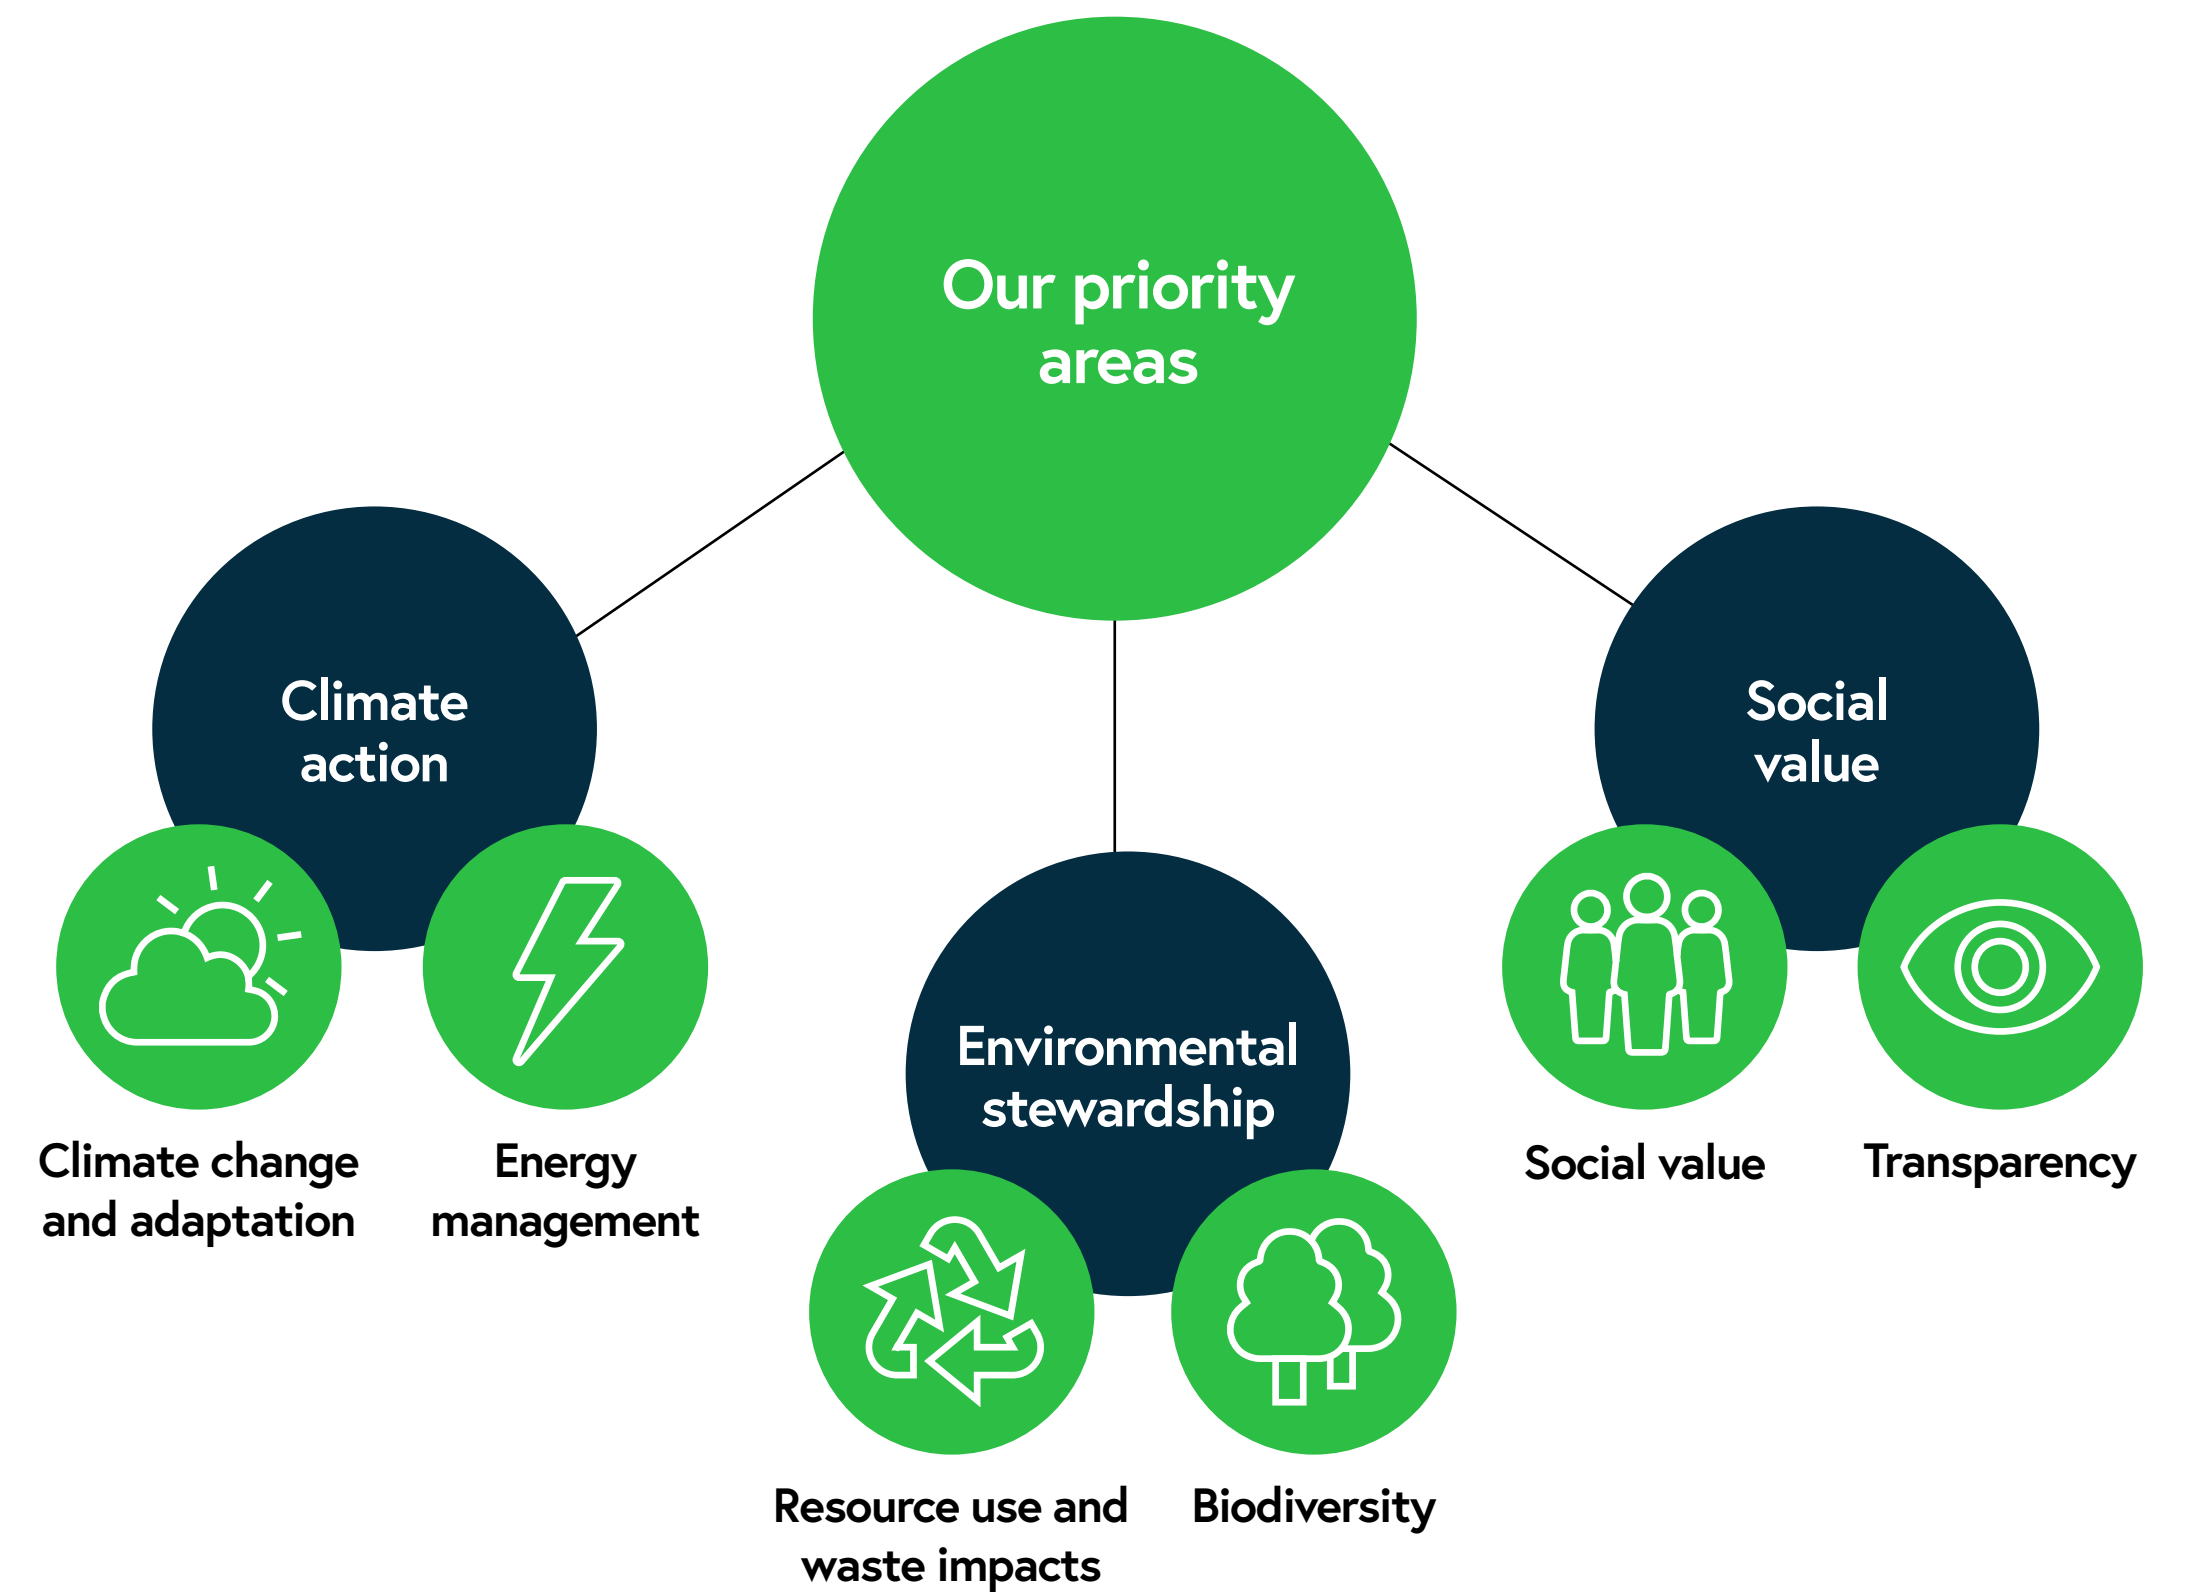 Our priority
areas
Climate
action
Climate change
and adaptation
Energy
management
Environmental
stewardship
Resource use and
waste impacts
Biodiversity
Social
value
Social value
Transparency